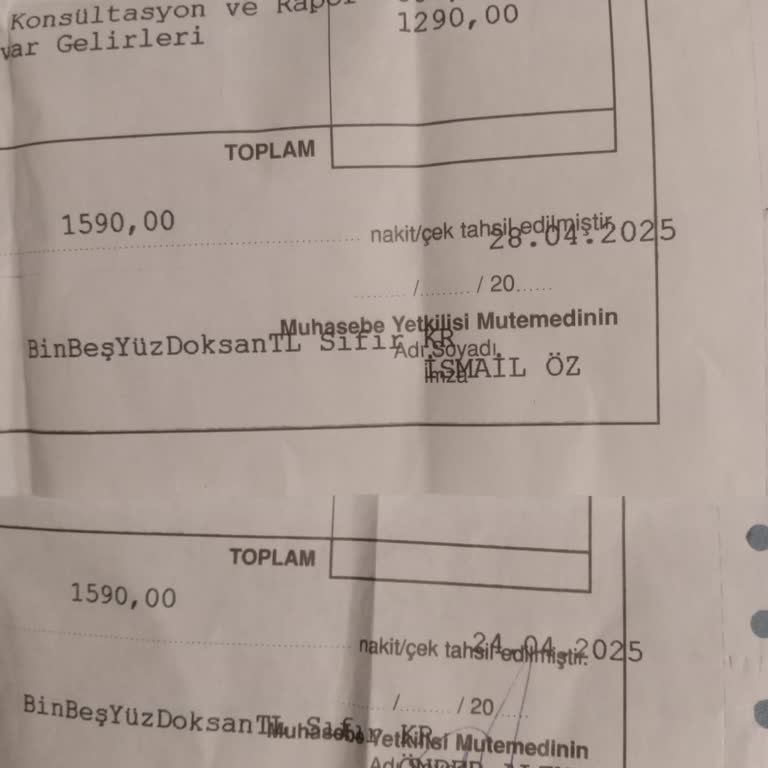 Konsültasyon ve Rapor
1290,00
var Gelirleri
TOPLAM
1590,00
nakit/çek tahsil edilmiştir.
28.04.2025
/ / 20
Muhasebe Yetkilisi Mutemedinin
BinBeşYüzDoksanTL Sıfır KR
Adı Soyadı
İSMAİL ÖZ
İmza
TOPLAM
1590,00
nakit/çek tahsil edilmiştir.
24.04.2025
/ / 20
BinBeşYüzDoksanTL Sıfır KR
Muhasebe Yetkilisi Mutemedinin